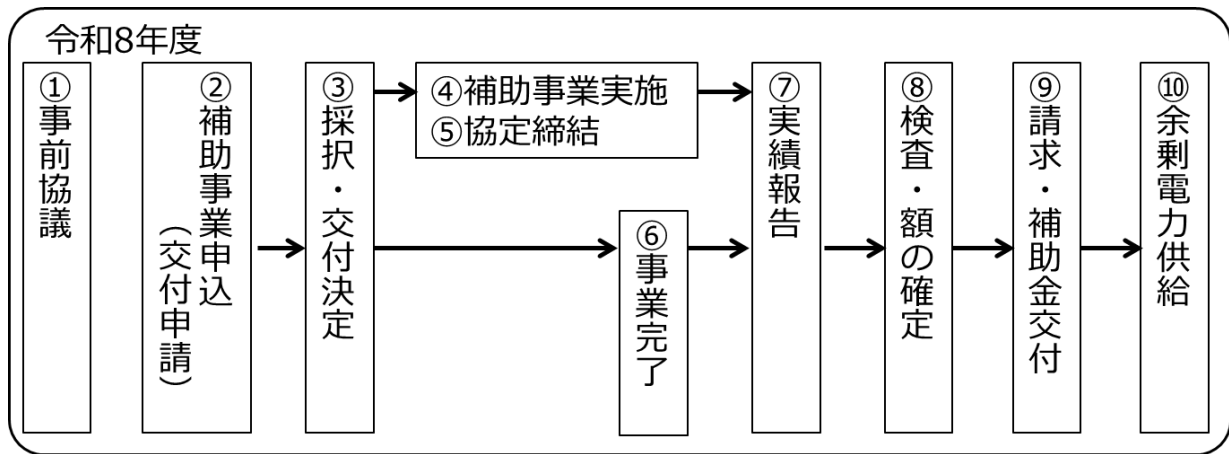 令和8年度
①事前協議
②補助事業申込
(交付申請)
③採択・交付決定
④補助事業実施
⑤協定締結
⑥事業完了
⑦実績報告
⑧検査・額の確定
⑨請求・補助金交付
⑩余剰電力供給